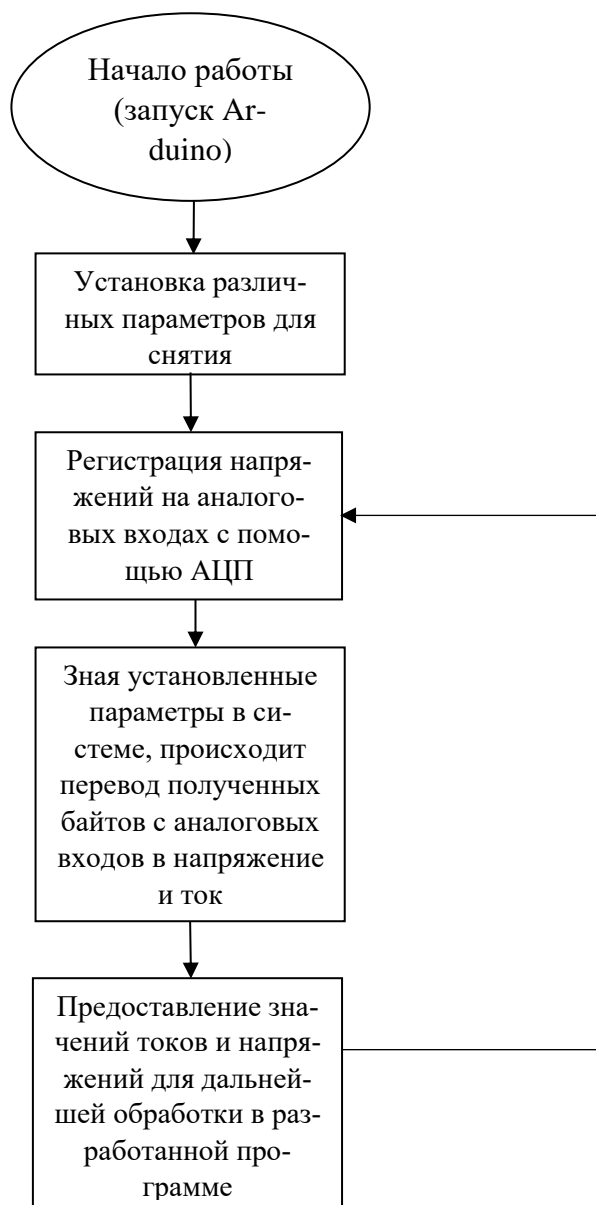 Начало работы
(запуск Ar-
duino)
Установка различ-
ных параметров для
снятия
Регистрация напря-
жений на аналого-
вых входах с помо-
щью АЦП
Зная установленные
параметры в си-
стеме, происходит
перевод полученных
байтов с аналоговых
входов в напряжение
и ток
Предоставление зна-
чений токов и напря-
жений для дальней-
шей обработки в раз-
работанной про-
грамме